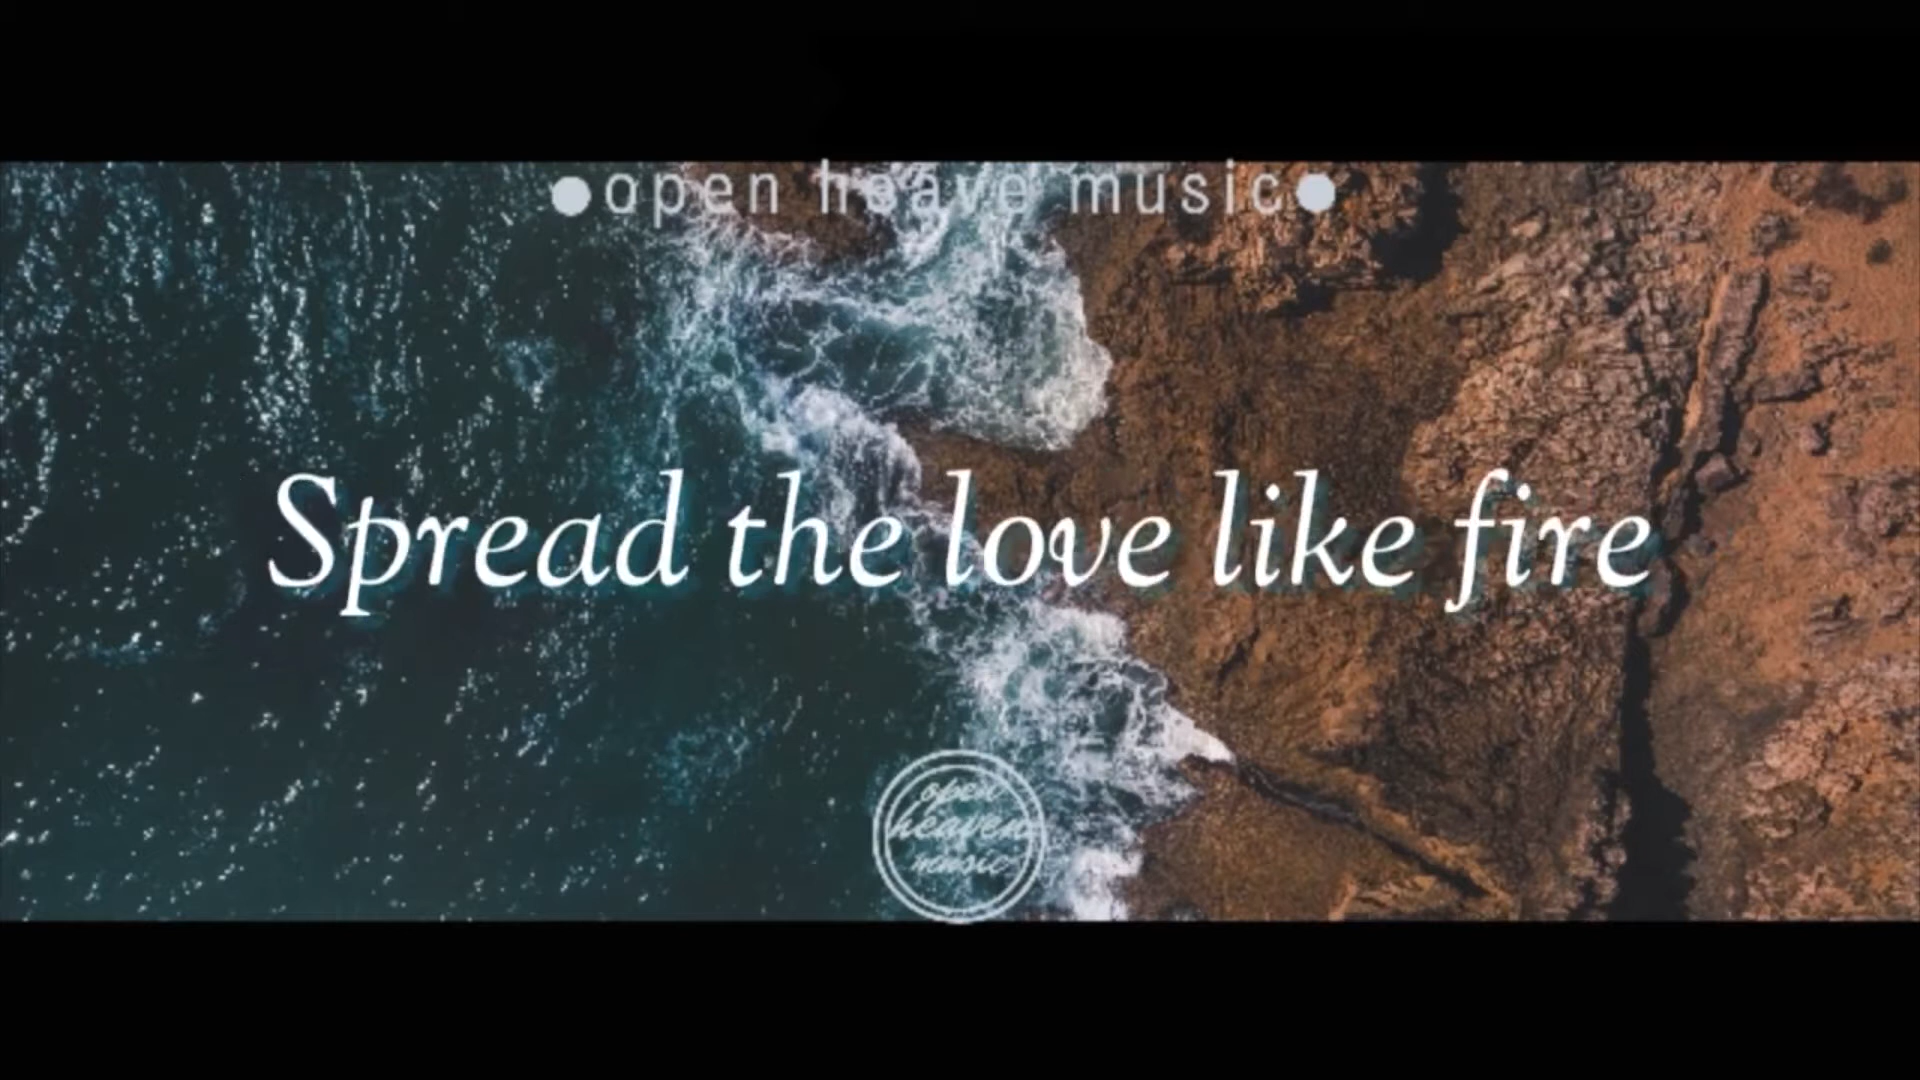 ●open heave music●
Spread the love like fire
open
heaven
music